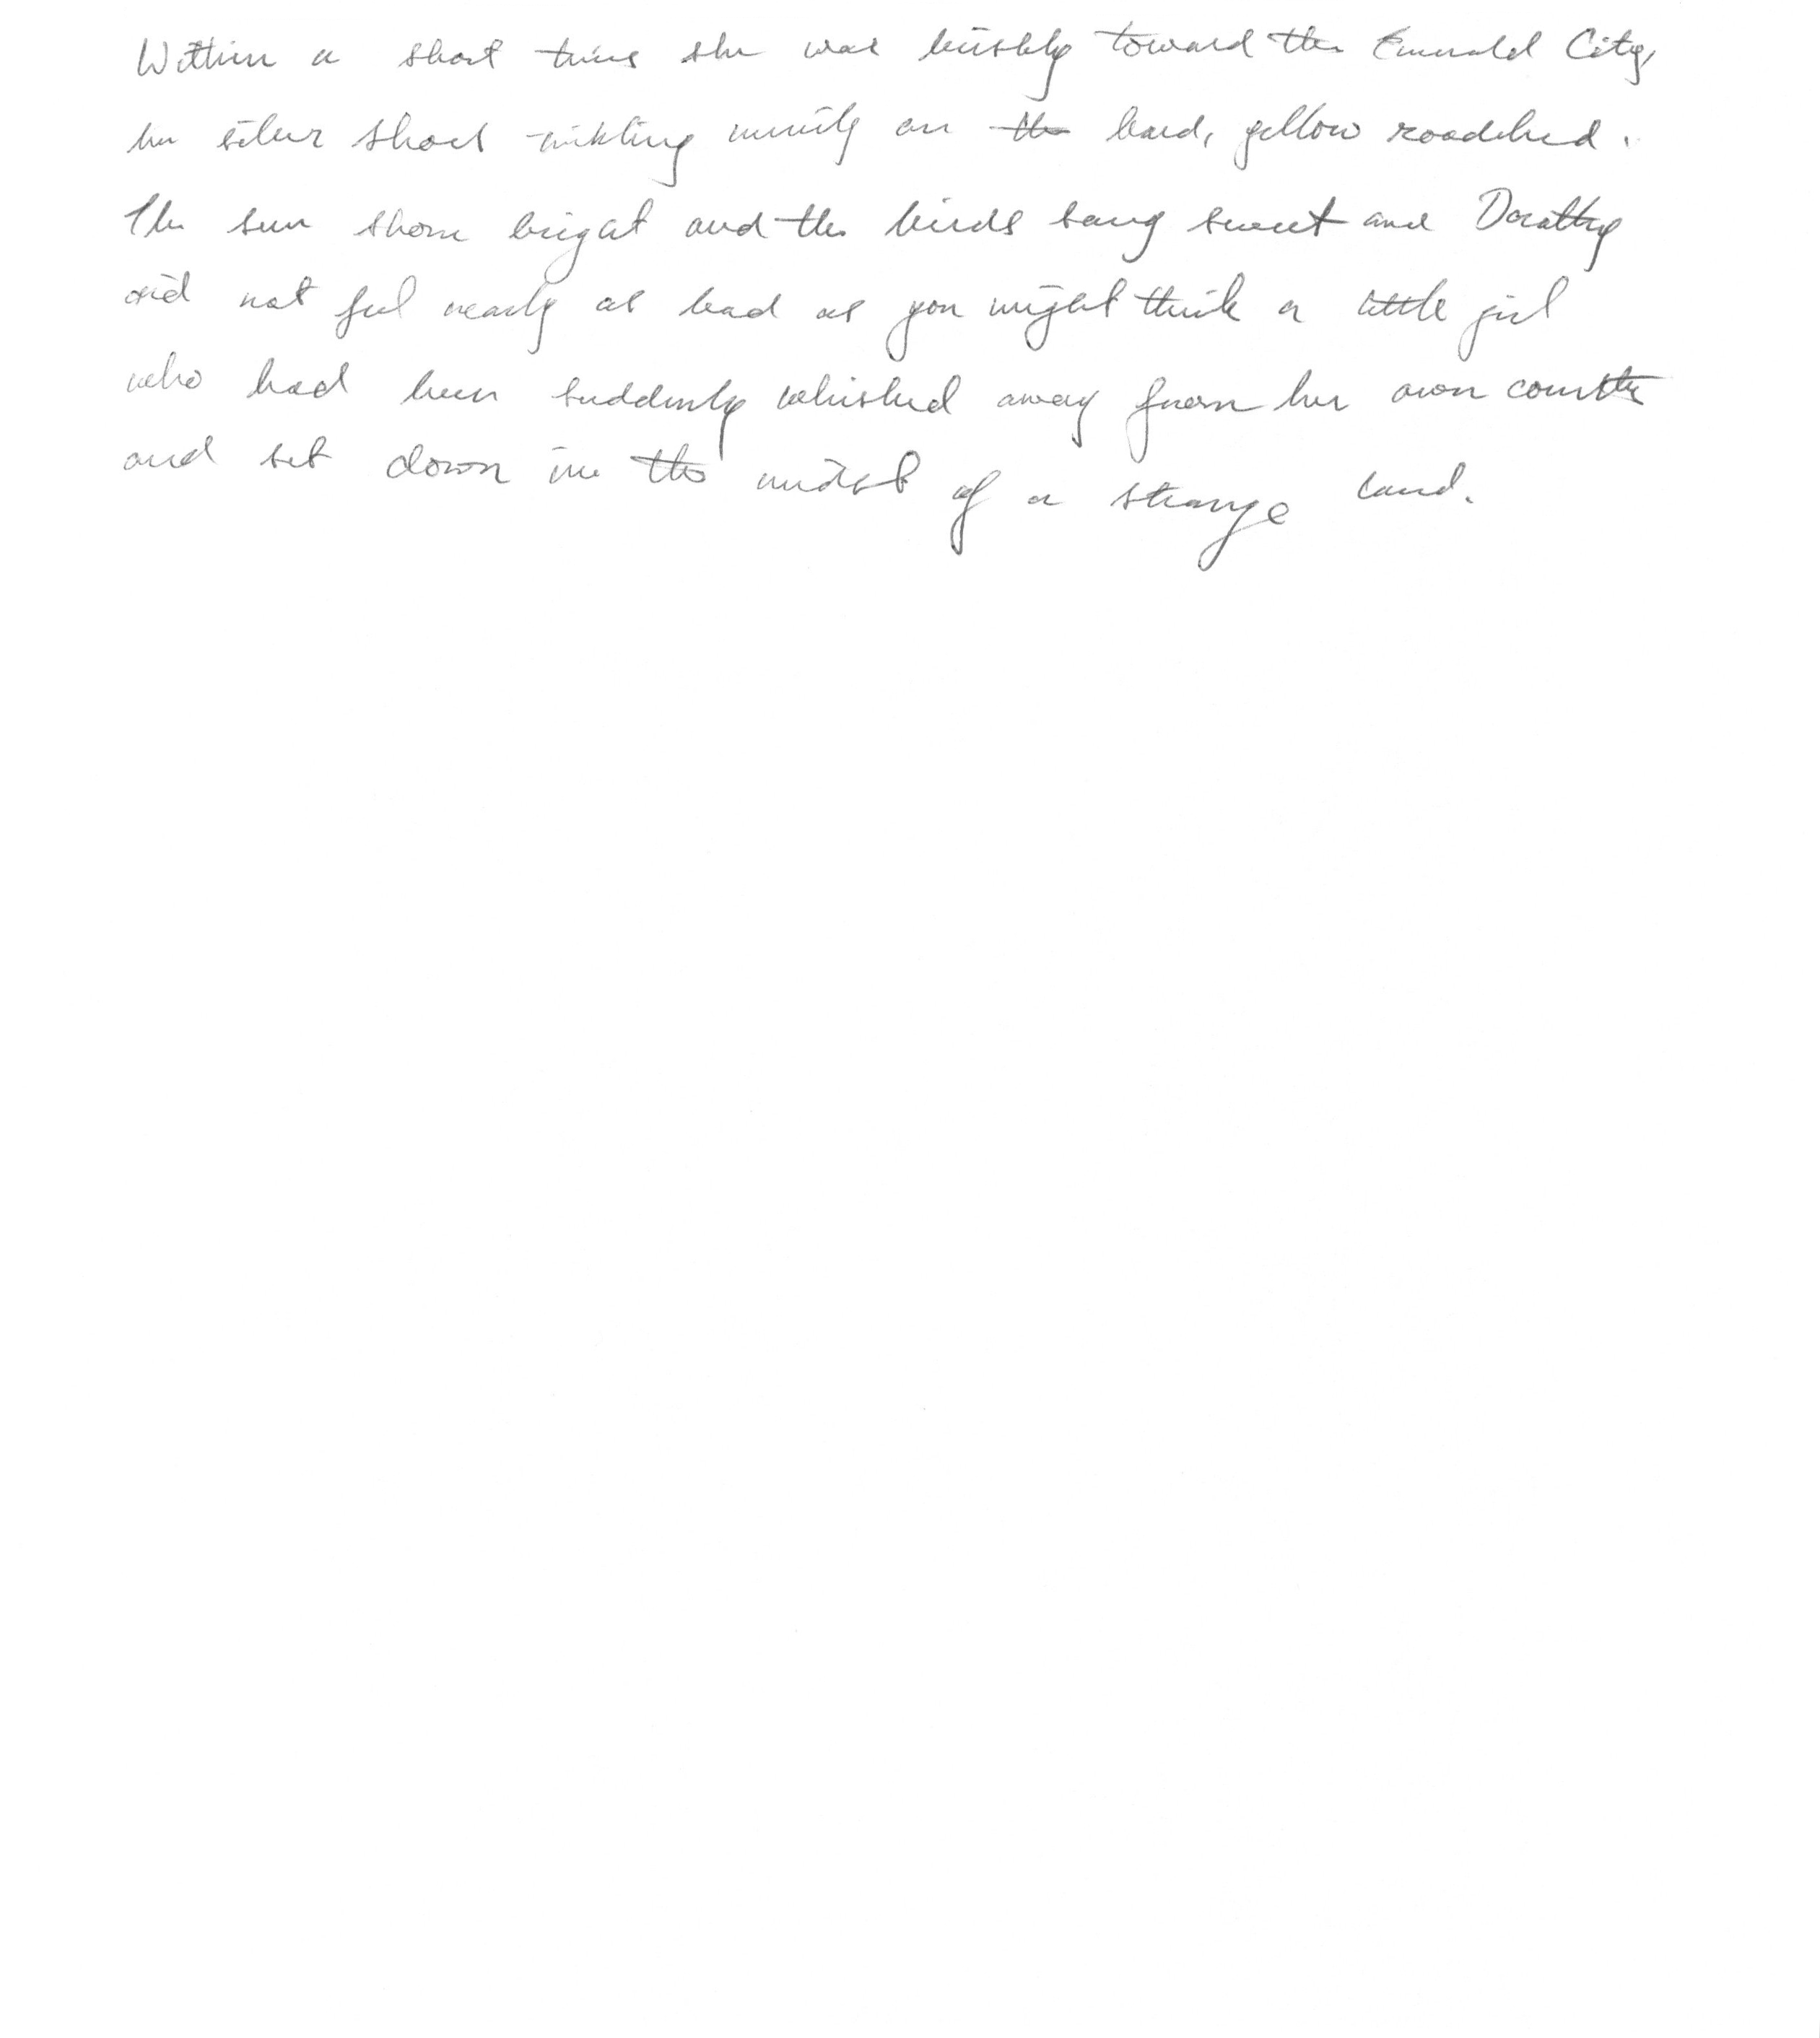 Within a short time she was briskly toward the Emerald City,
her silver shoes tinkling merrily on the hard, yellow roadbed.
The sun shone bright and the birds sang sweet and Dorothy
did not feel nearly as bad as you might think a little girl
who had been suddenly whisked away from her own country
and set down in the midst of a strange land.